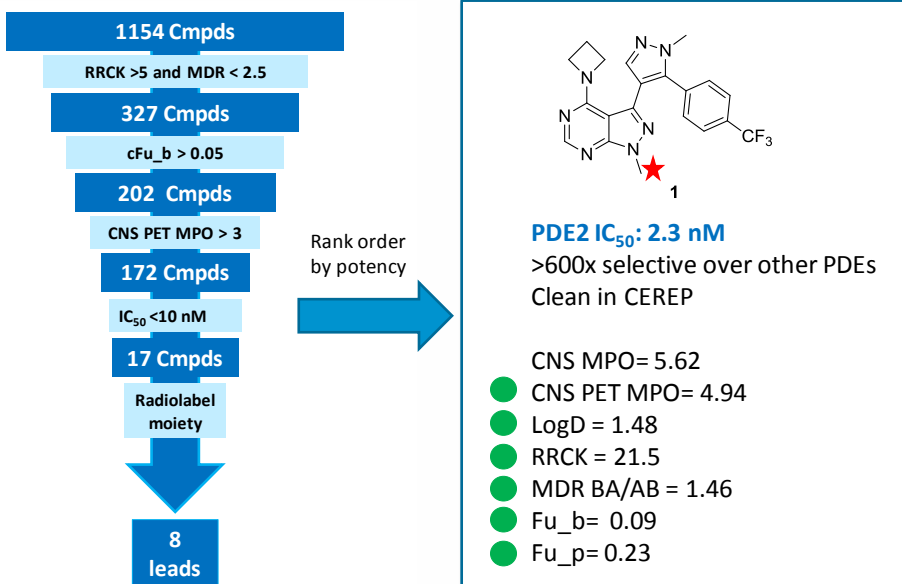 1154 Cmpds
RRCK >5 and MDR < 2.5
327 Cmpds
cFu_b > 0.05
202 Cmpds
CNS PET MPO > 3
172 Cmpds
IC50 <10 nM
17 Cmpds
Radiolabel
moiety
8
leads
Rank order
by potency
N
N
N
N
N
N
N
N
CF3
1
PDE2 IC50: 2.3 nM
>600x selective over other PDEs
Clean in CEREP
CNS MPO= 5.62
CNS PET MPO= 4.94
LogD = 1.48
RRCK = 21.5
MDR BA/AB = 1.46
Fu_b= 0.09
Fu_p= 0.23